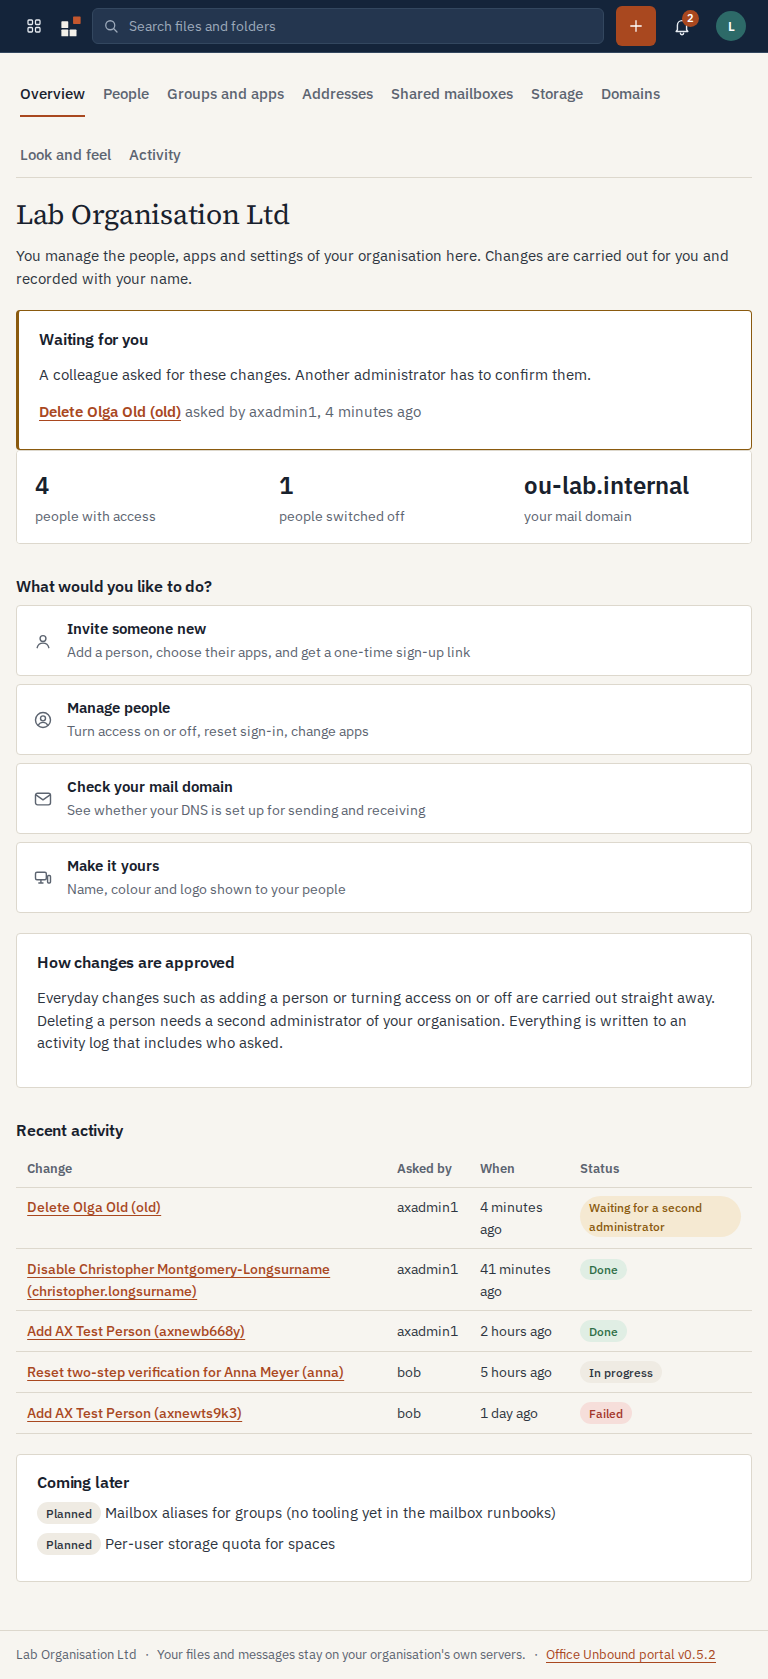 Search files and folders
+
2
L
Overview People Groups and apps Addresses Shared mailboxes Storage Domains
Look and feel Activity
Lab Organisation Ltd
You manage the people, apps and settings of your organisation here. Changes are carried out for you and
recorded with your name.
Waiting for you
A colleague asked for these changes. Another administrator has to confirm them.
Delete Olga Old (old) asked by axadmin1, 4 minutes ago
4 1 ou-lab.internal
people with access people switched off your mail domain
What would you like to do?
Invite someone new
Add a person, choose their apps, and get a one-time sign-up link
Manage people
Turn access on or off, reset sign-in, change apps
Check your mail domain
See whether your DNS is set up for sending and receiving
Make it yours
Name, colour and logo shown to your people
How changes are approved
Everyday changes such as adding a person or turning access on or off are carried out straight away.
Deleting a person needs a second administrator of your organisation. Everything is written to an
activity log that includes who asked.
Recent activity
Change Asked by When Status
Delete Olga Old (old) axadmin1 4 minutes Waiting for a second
ago administrator
Disable Christopher Montgomery-Longsurname axadmin1 41 minutes Done
(christopher.longsurname) ago
Add AX Test Person (axnewb668y) axadmin1 2 hours ago Done
Reset two-step verification for Anna Meyer (anna) bob 5 hours ago In progress
Add AX Test Person (axnewts9k3) bob 1 day ago Failed
Coming later
Planned Mailbox aliases for groups (no tooling yet in the mailbox runbooks)
Planned Per-user storage quota for spaces
Lab Organisation Ltd · Your files and messages stay on your organisation's own servers. · Office Unbound portal v0.5.2